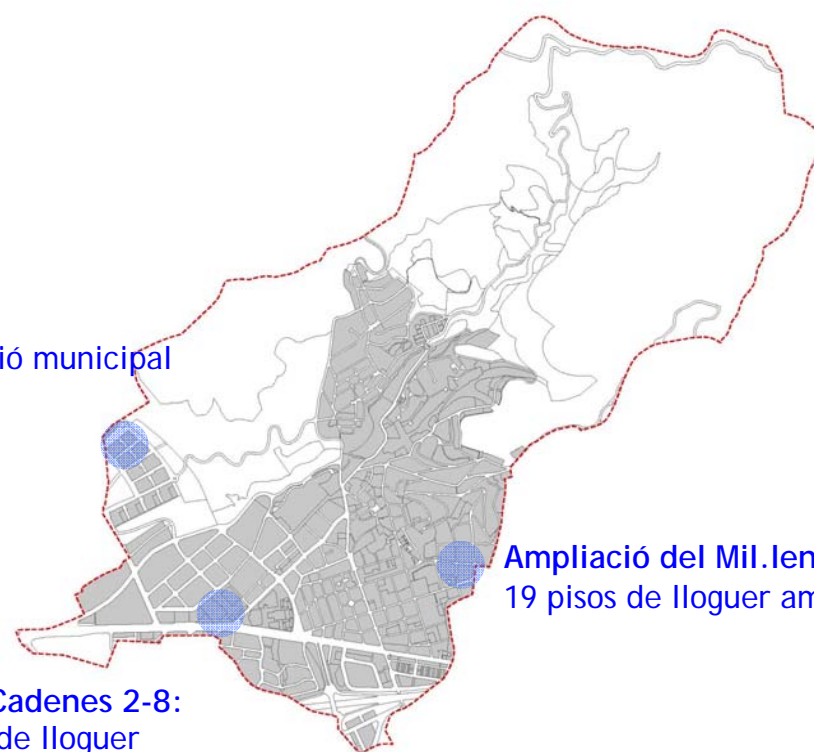 ió municipal
Ampliació del Mil.len
19 pisos de lloguer am
Cadenes 2-8:
de lloguer